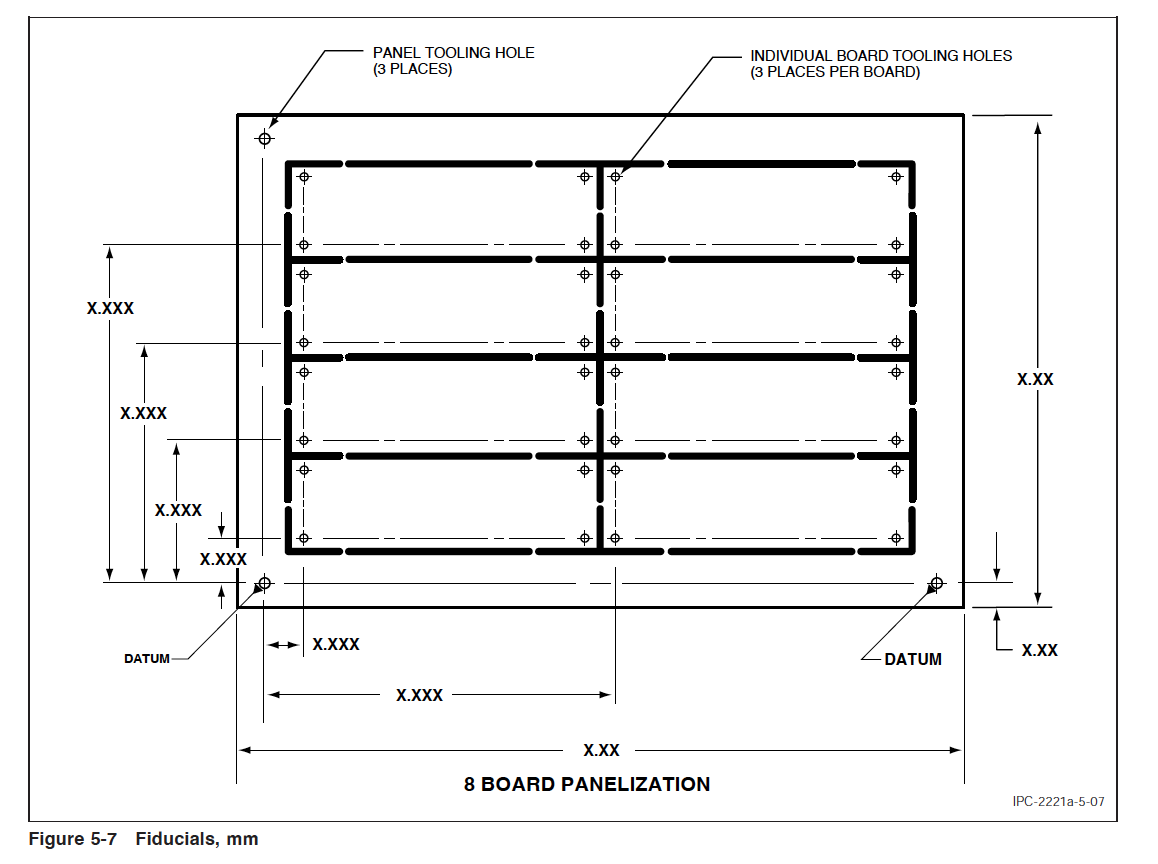 PANEL TOOLING HOLE
(3 PLACES)
INDIVIDUAL BOARD TOOLING HOLES
(3 PLACES PER BOARD)
X.XXX
X.XX
X.XXX
X.XXX
X.XXX
X.XXX
X.XX
DATUM
DATUM
X.XXX
X.XX
8 BOARD PANELIZATION
IPC-2221a-5-07
Figure 5-7 Fiducials, mm